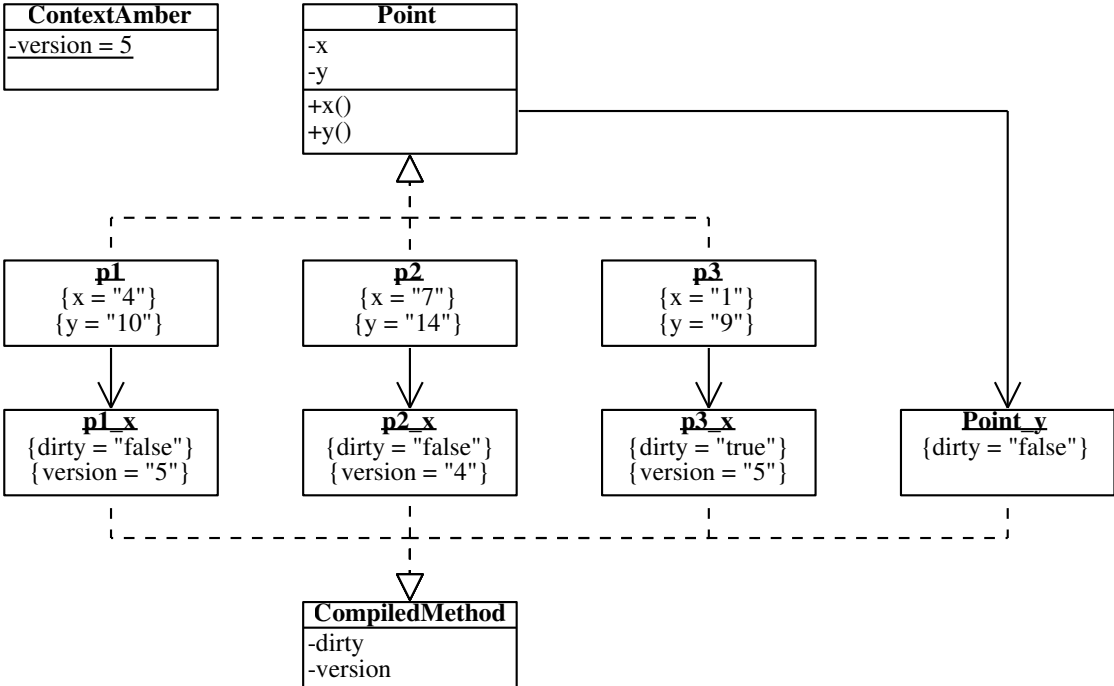 ContextAmber
-version = 5
Point
-x
-y
+x()
+y()
p1
{x = "4"}
{y = "10"}
p2
{x = "7"}
{y = "14"}
p3
{x = "1"}
{y = "9"}
p1_x
{dirty = "false"}
{version = "5"}
p2_x
{dirty = "false"}
{version = "4"}
p3_x
{dirty = "true"}
{version = "5"}
Point_y
{dirty = "false"}
CompiledMethod
-dirty
-version